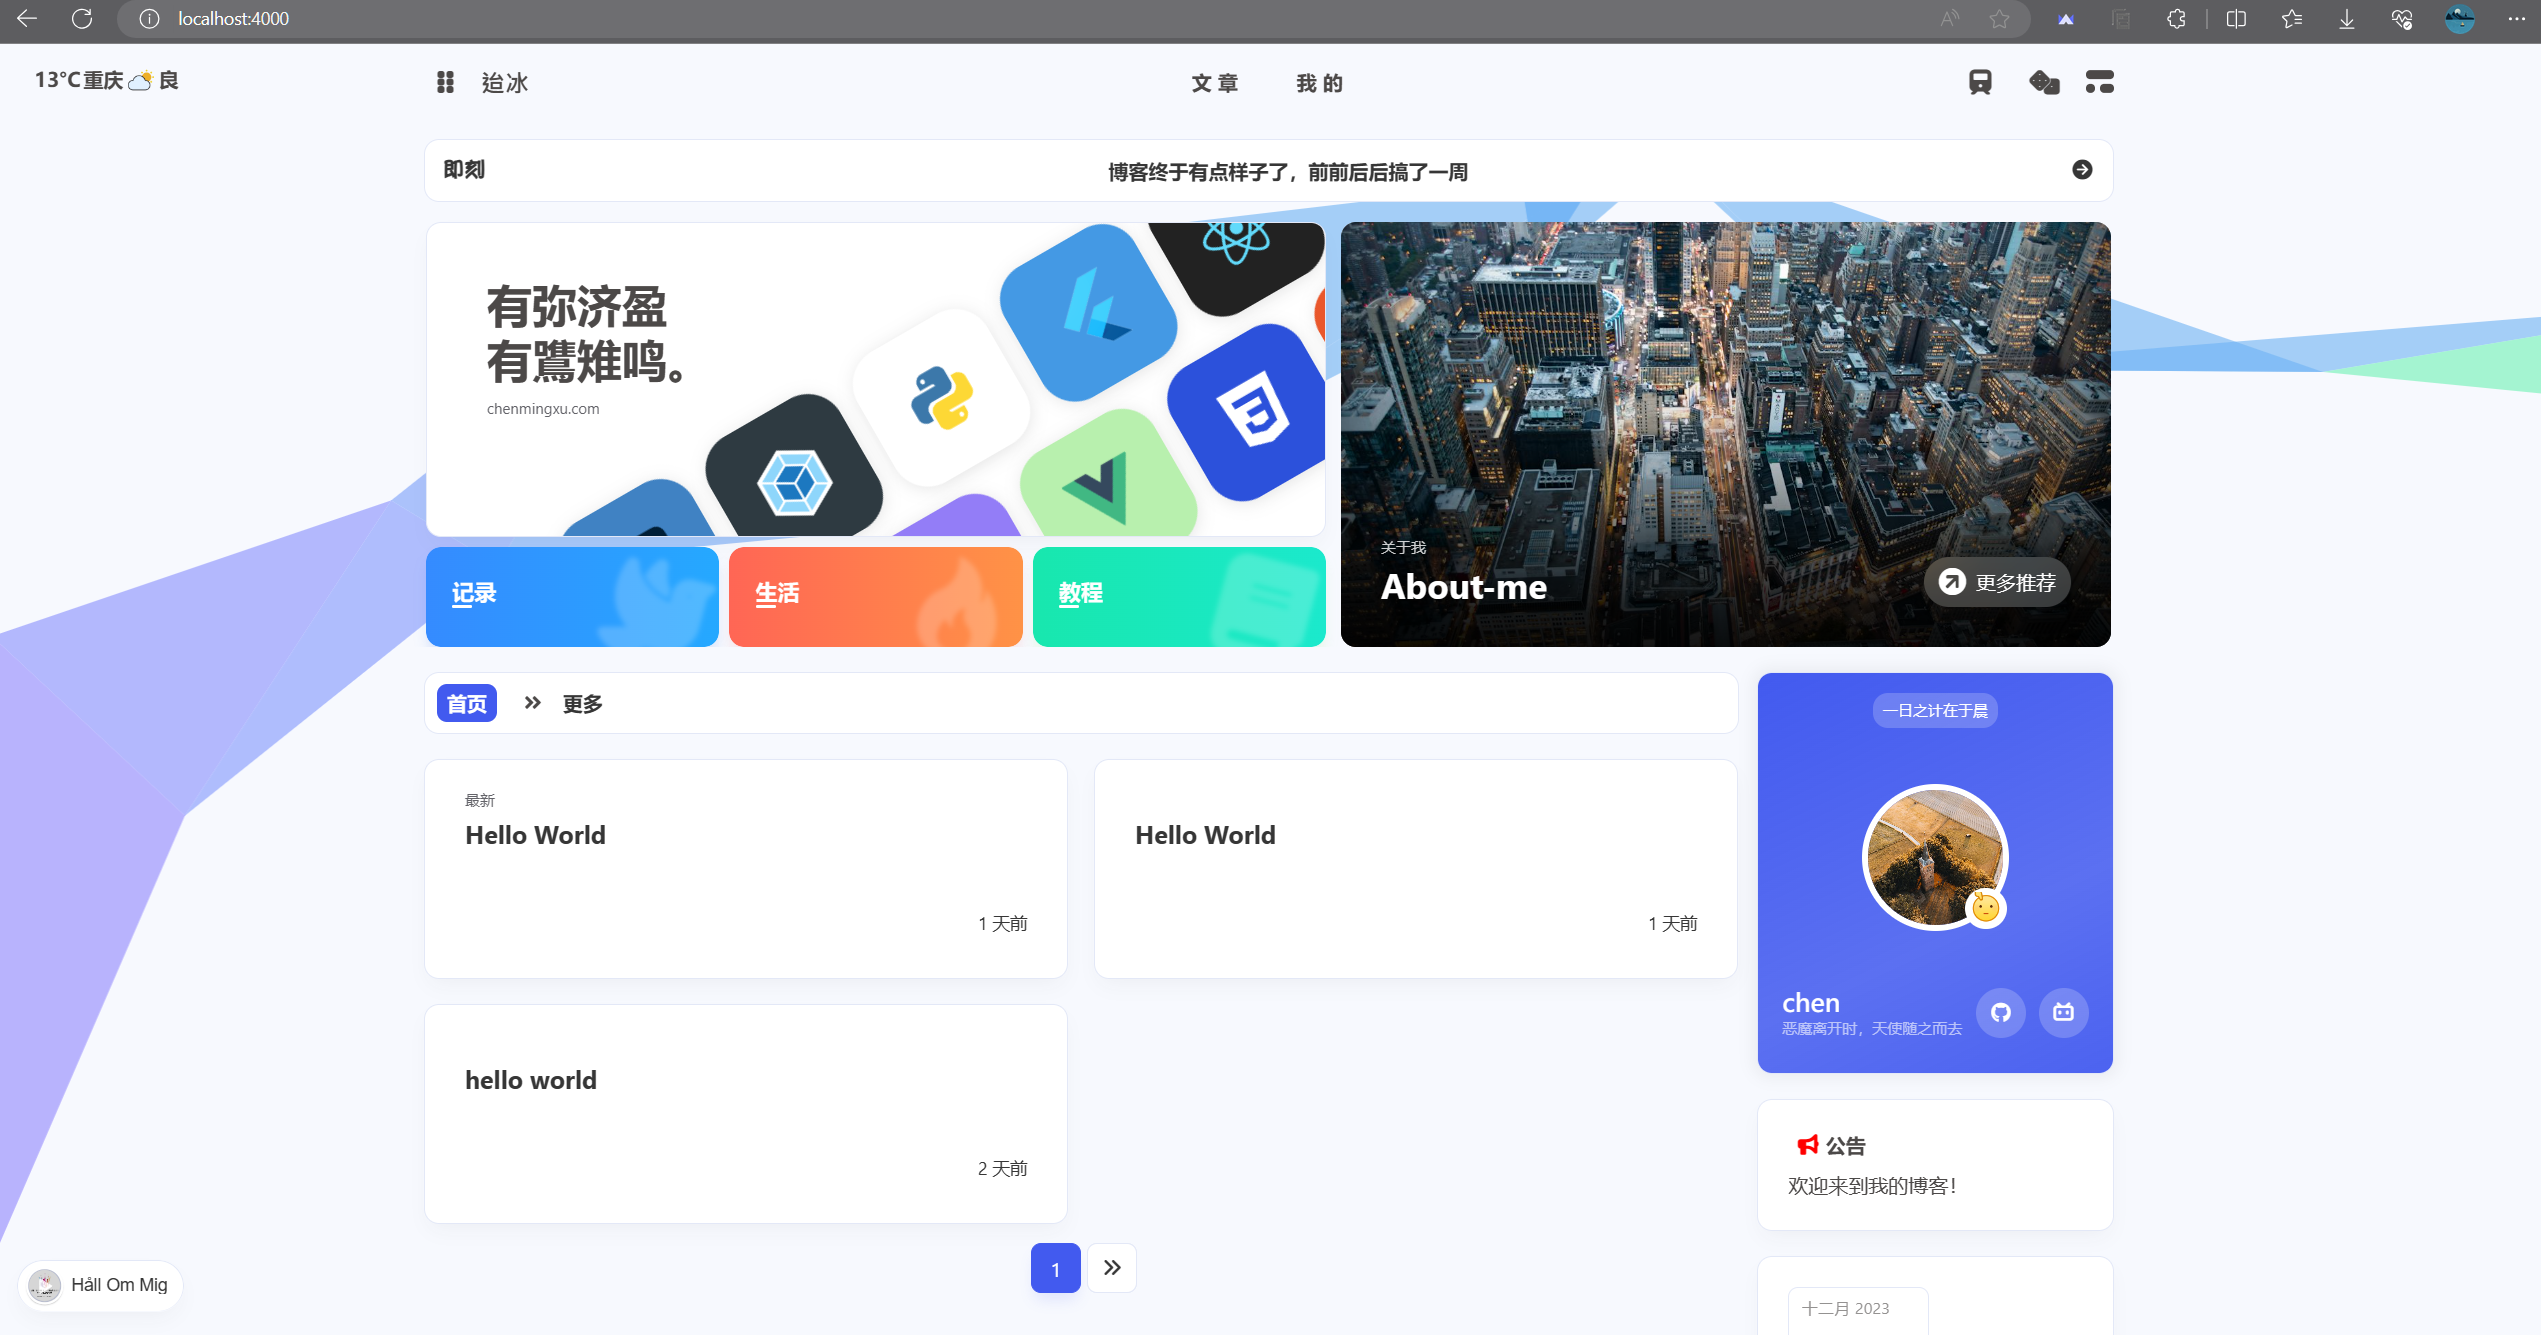 localhost:4000
13°C 重庆 良
迨冰
文章
我的
即刻
博客终于有点样子了，前前后后搞了一周
有弥济盈
有鷕雉鸣。
chenmingxu.com
关于我
About-me
更多推荐
记录
生活
教程
首页
更多
一日之计在于晨
最新
Hello World
1 天前
Hello World
1 天前
chen
恶魔离开时，天使随之而去
hello world
2 天前
公告
欢迎来到我的博客！
1
Håll Om Mig
十二月 2023